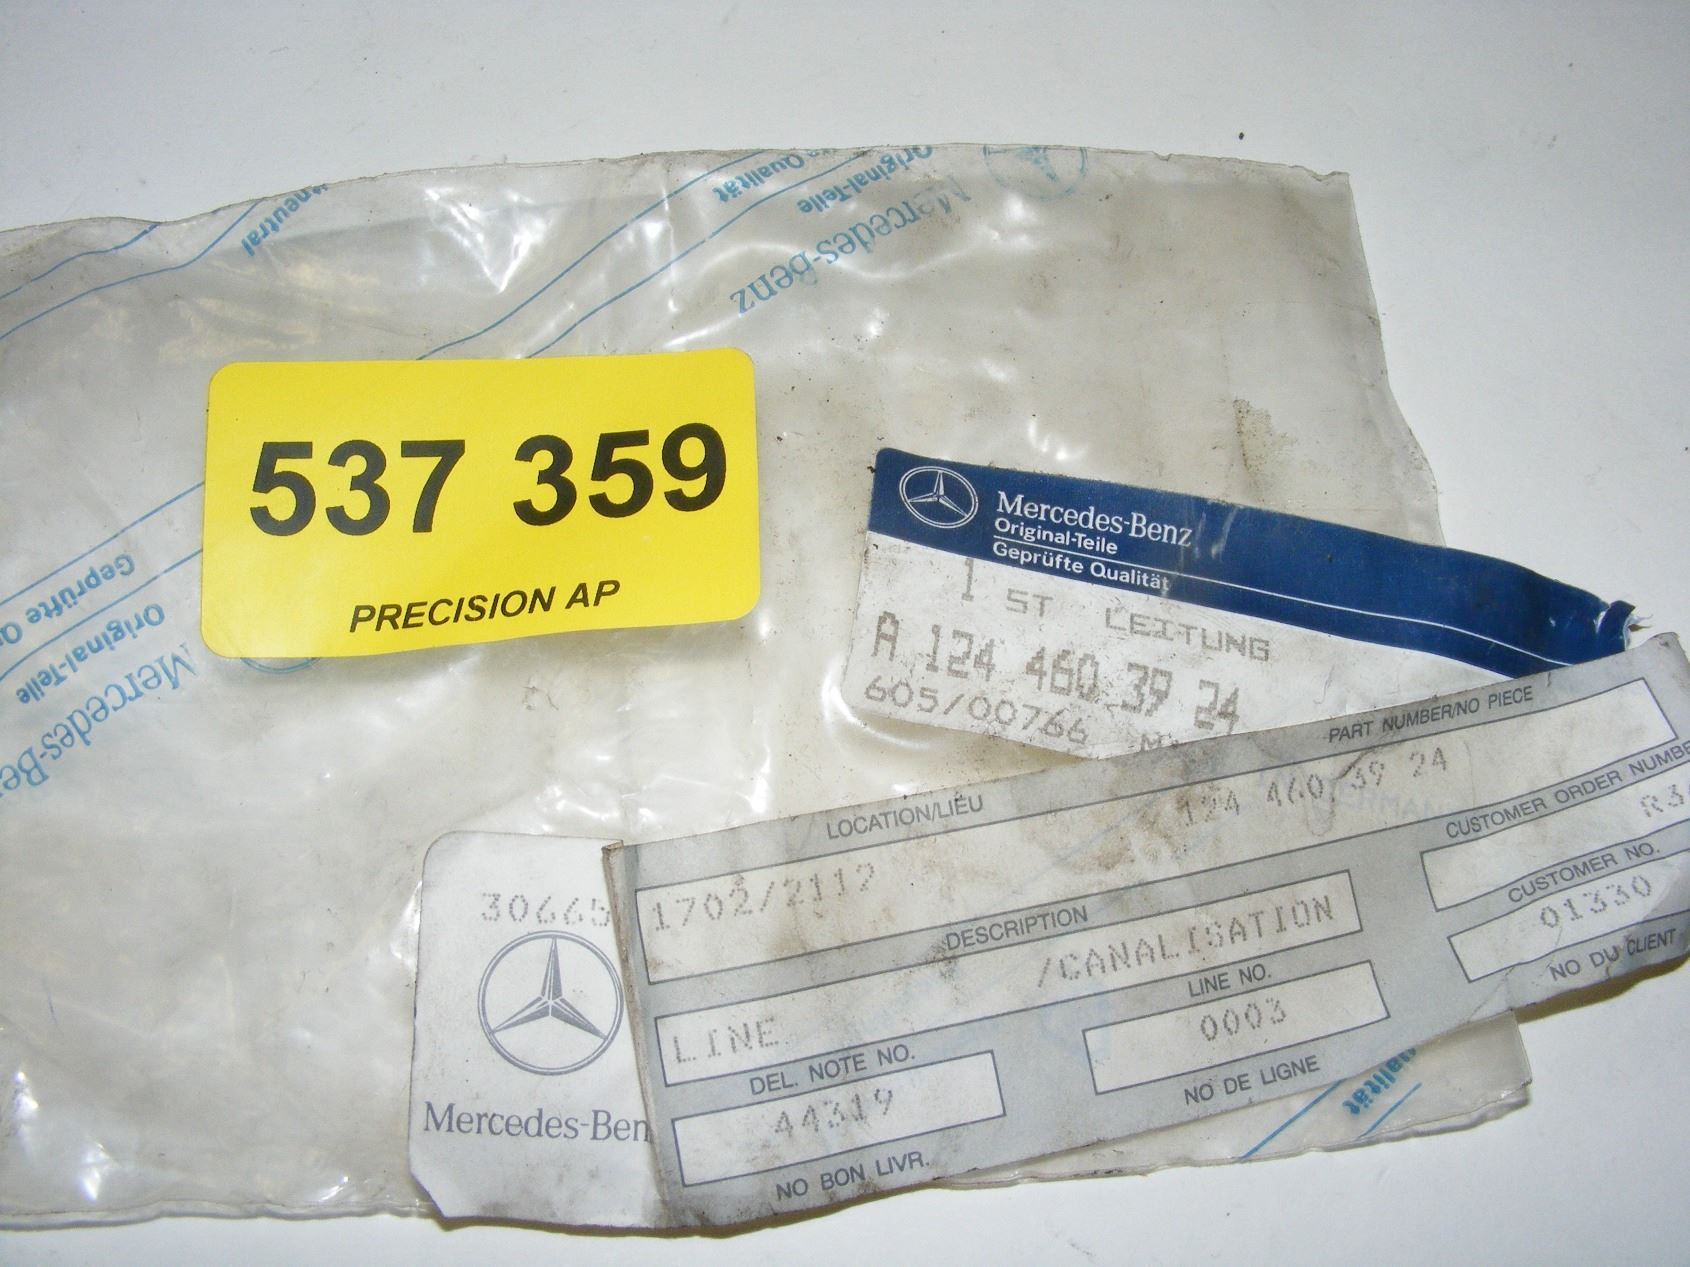 neutral
Qualität
Original-Teile
Mercedes-Benz
537 359
PRECISION AP
Geprüfte
Original-Teile
Mercedes-Benz
Mercedes-Benz
Original-Teile
Geprüfte Qualität
1 ST LEITUNG
A 124 460 39 24
605/00766
PART NUMBER/NO PIECE
LOCATION/LIEU
124 460 39 24
CUSTOMER ORDER NUMBE
30665
1702/2112
DESCRIPTION
CUSTOMER NO.
LINE /CANALISATION
01330
LINE NO.
NO DU CLIENT
DEL. NOTE NO.
0003
Mercedes-Ben
44319
NO DE LIGNE
NO BON LIVR.